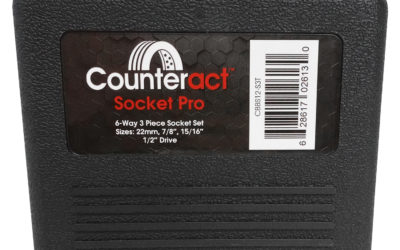 Counteract™
Socket Pro
6-Way 3 Piece Socket Set
Sizes: 22mm, 7/8", 15/16"
1/2" Drive
CBB812-S3T
6 28617 02613 0